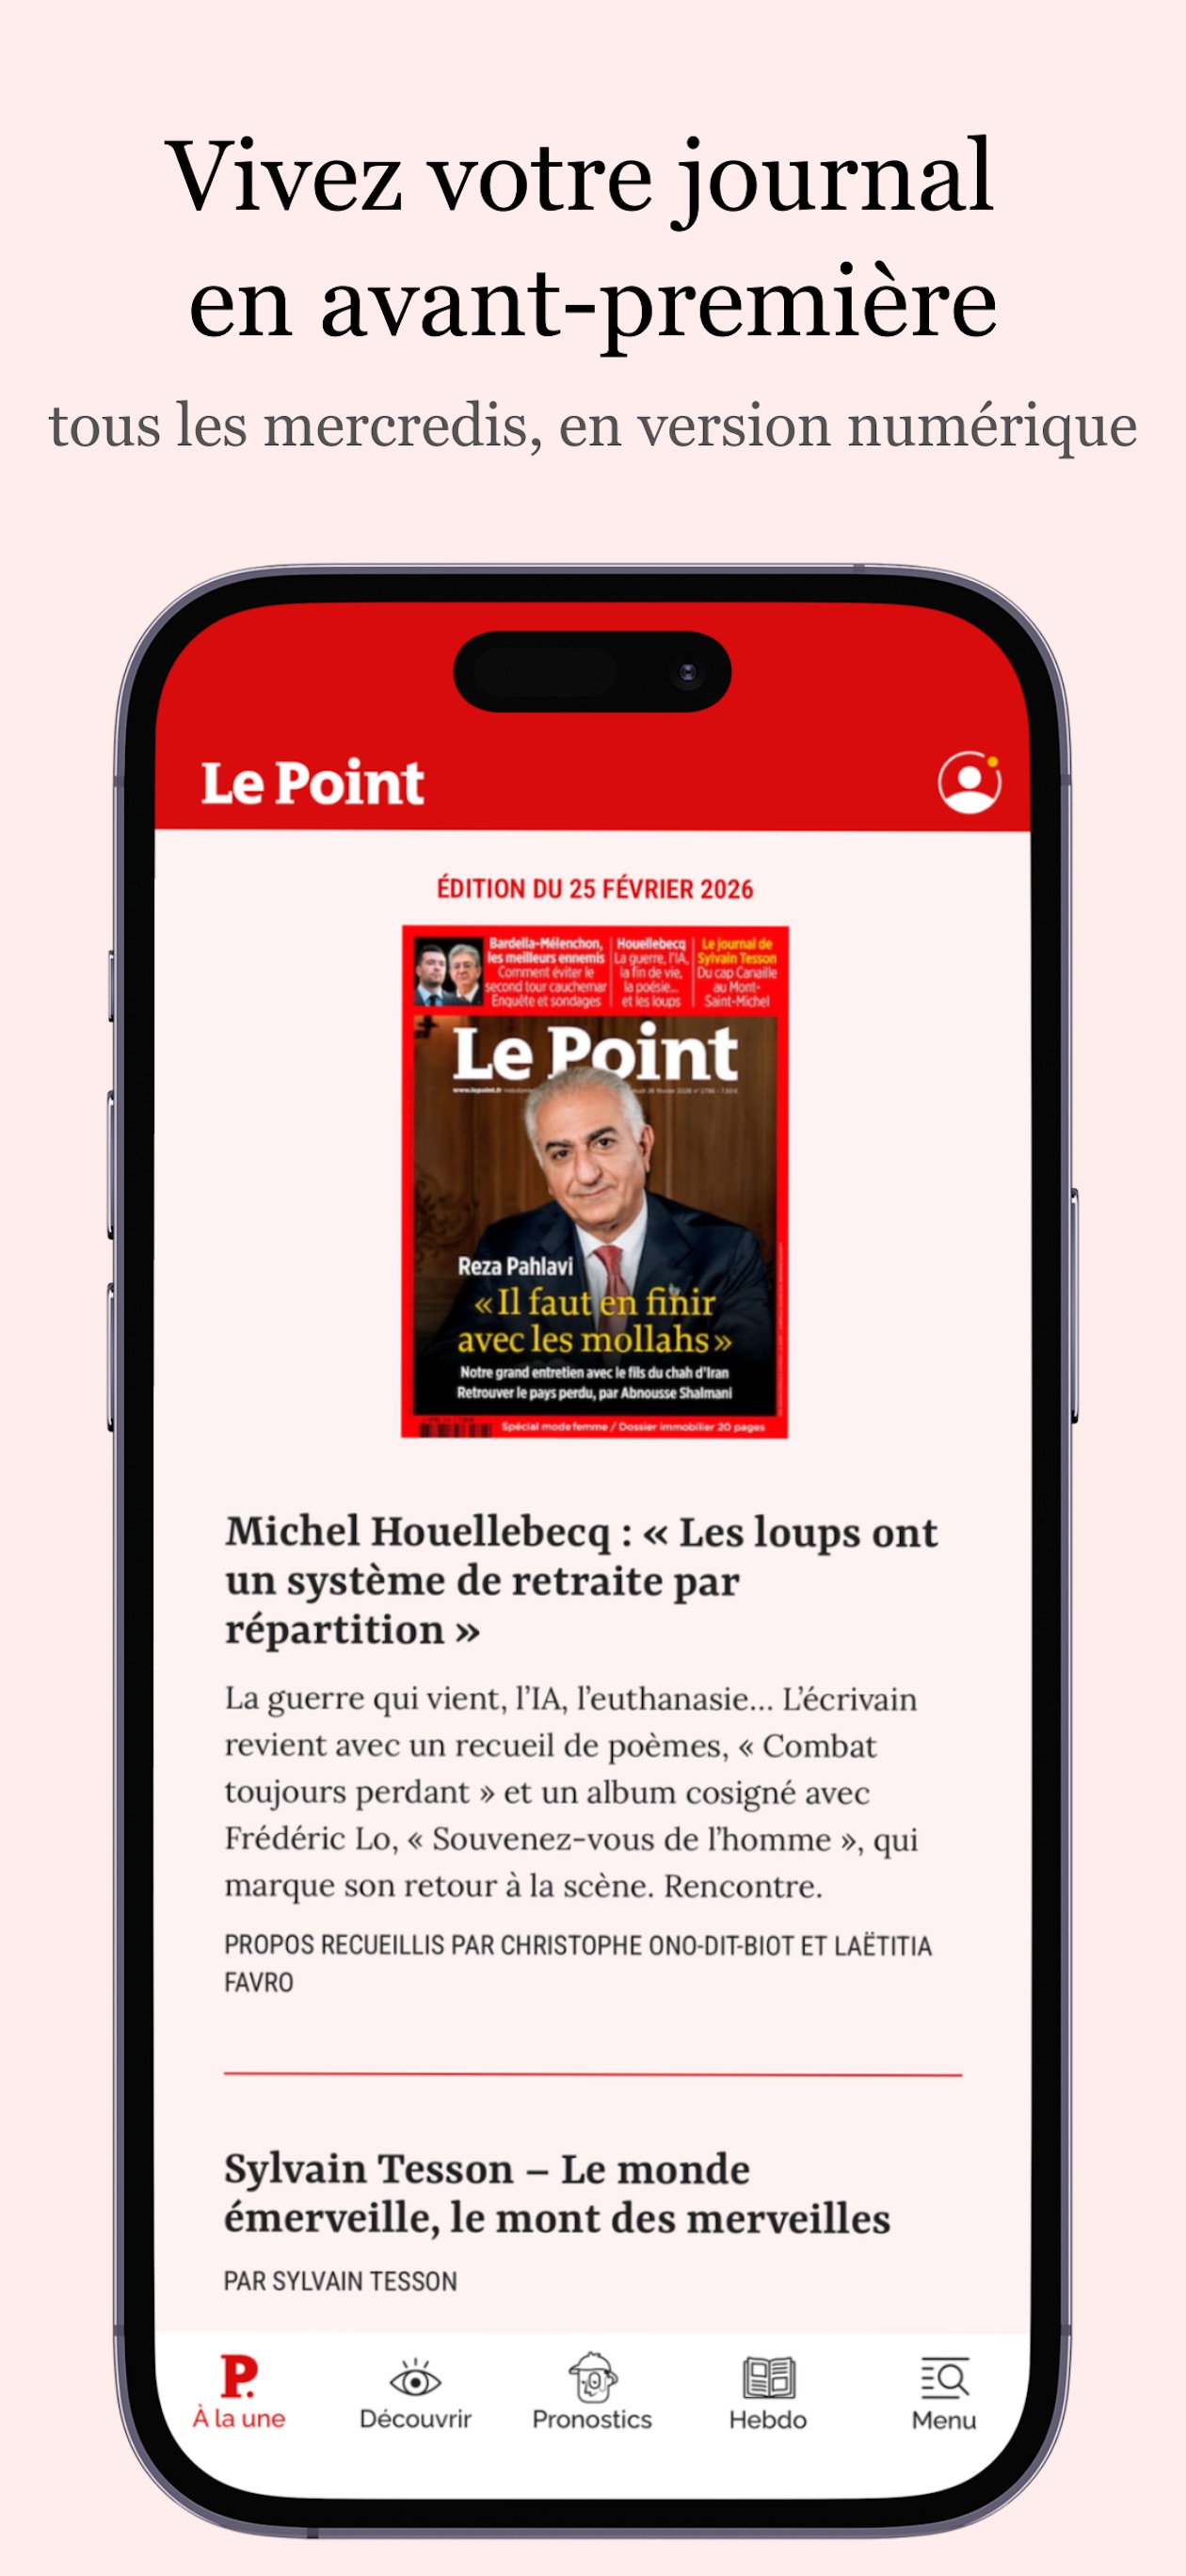 Vivez votre journal
en avant-première
tous les mercredis, en version numérique
Le Point
ÉDITION DU 25 FÉVRIER 2026
Bardella-Mélenchon,
les meilleurs ennemis
Comment éviter le
second tour cauchemar
Enquête et sondages
Houellebecq
La guerre, l'IA,
la fin de vie,
la poésie...
et les loups
Le journal de
Sylvain Tesson
Du cap Canaille
au Mont-
Saint-Michel
Le Point
www.lepoint.fr
Reza Pahlavi
« Il faut en finir
avec les mollahs »
Notre grand entretien avec le fils du chah d'Iran
Retrouver le pays perdu, par Abnousse Shalmani
Spécial mode femme / Dossier immobilier 20 pages
Michel Houellebecq : « Les loups ont
un système de retraite par
répartition »
La guerre qui vient, l’IA, l’euthanasie… L’écrivain
revient avec un recueil de poèmes, « Combat
toujours perdant » et un album cosigné avec
Frédéric Lo, « Souvenez-vous de l’homme », qui
marque son retour à la scène. Rencontre.
PROPOS RECUEILLIS PAR CHRISTOPHE ONO-DIT-BIOT ET LAËTITIA
FAVRO
Sylvain Tesson – Le monde
émerveille, le mont des merveilles
PAR SYLVAIN TESSON
P.
À la une
Découvrir
Pronostics
Hebdo
Menu